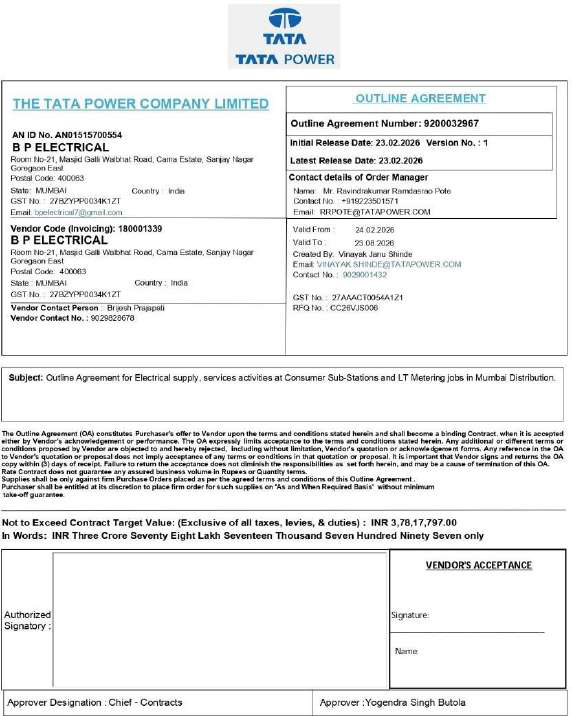 TATA
TATA POWER
THE TATA POWER COMPANY LIMITED
AN ID No. AN01515700554
B P ELECTRICAL
Room No-21, Masjid Galli Waibhat Road, Cama Estate, Sanjay Nagar
Goregaon East
Postal Code: 400063
State: MUMBAI Country : India
GST No. : 27BZYPP0034K1ZT
Email: bpelectrical7@gmail.com
Vendor Code (Invoicing): 180001339
B P ELECTRICAL
Room No-21, Masjid Galli Waibhat Road, Cama Estate, Sanjay Nagar
Goregaon East
Postal Code: 400063
State : MUMBAI Country : India
GST No. : 27BZYPP0034K1ZT
Vendor Contact Person : Brijesh Prajapati
Vendor Contact No. : 9029828678
OUTLINE AGREEMENT
Outline Agreement Number: 9200032967
Initial Release Date: 23.02.2026 Version No. : 1
Latest Release Date: 23.02.2026
Contact details of Order Manager
Name: Mr. Ravindrakumar Ramdasrao Pote
Contact No. +919223501571
Email: RRPOTE@TATAPOWER.COM
Valid From : 24.02.2026
Valid To : 23.08.2026
Created By: Vinayak Janu Shinde
Email: VINAYAK.SHINDE@TATAPOWER.COM
Contact No. : 9029001432
GST No. : 27AAACT0054A1Z1
RFQ No. : CC26VJS006
Subject: Outline Agreement for Electrical supply, services activities at Consumer Sub-Stations and LT Metering jobs in Mumbai Distribution.
The Outline Agreement (OA) constitutes Purchaser's offer to Vendor upon the terms and conditions stated herein and shall become a binding Contract, when it is accepted
either by Vendor's acknowledgement or performance. The OA expressly limits acceptance to the terms and conditions stated herein. Any additional or different terms or
conditions proposed by Vendor are objected to and hereby rejected, including without limitation, Vendor's quotation or acknowledgement forms. Any reference in the OA
to Vendor's quotation or proposal does not imply acceptance of any terms or conditions in that quotation or proposal. It is important that Vendor signs and returns the OA
copy within (3) days of receipt. Failure to return the acceptance does not diminish the responsibilities as set forth herein, and may be a cause of termination of this OA.
Rate Contract does not guarantee any assured business volume in Rupees or Quantity terms.
Supplies shall be only against firm Purchase Orders placed as per the agreed terms and conditions of this Outline Agreement .
Purchaser shall be entitled at its discretion to place firm order for such supplies on "As and When Required Basis" without minimum
take-off guarantee.
Not to Exceed Contract Target Value: (Exclusive of all taxes, levies, & duties) : INR 3,78,17,797.00
In Words: INR Three Crore Seventy Eight Lakh Seventeen Thousand Seven Hundred Ninety Seven only
Authorized
Signatory :
VENDOR'S ACCEPTANCE
Signature:
Name
Approver Designation : Chief - Contracts
Approver : Yogendra Singh Butola